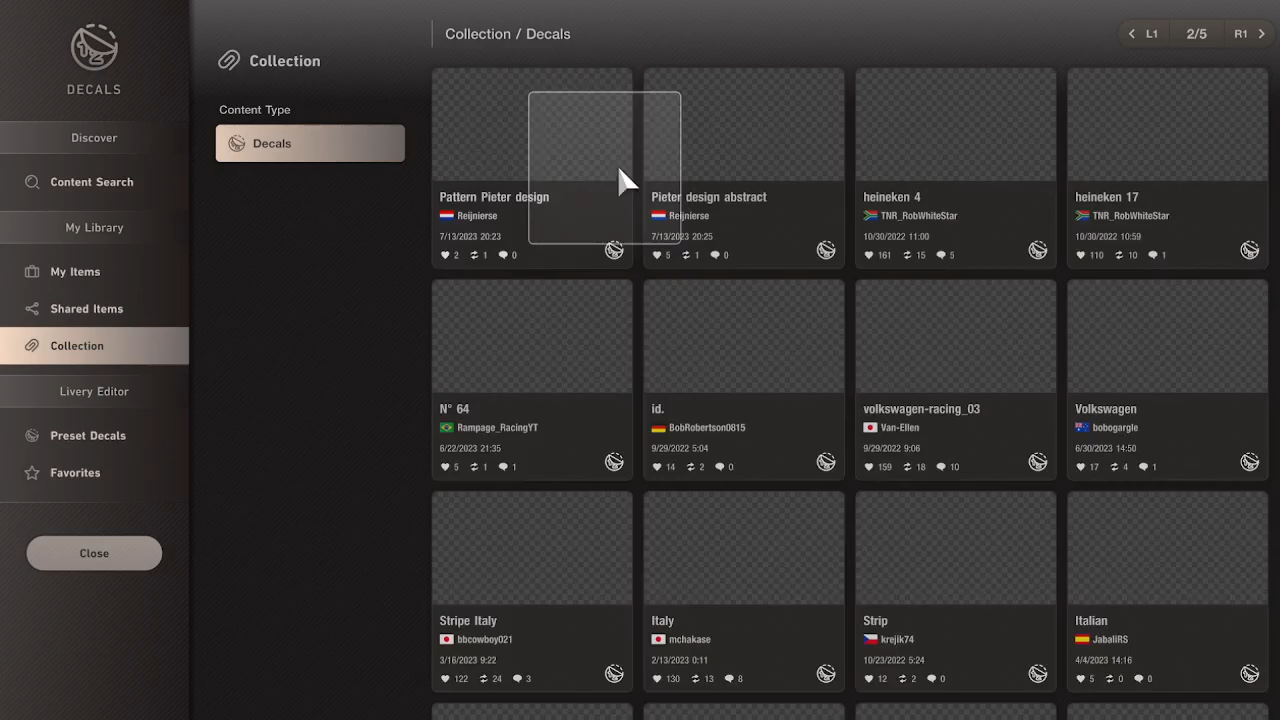 DECALS
Discover
Content Search
My Library
My Items
Shared Items
Collection
Livery Editor
Preset Decals
Favorites
Close
Collection
Content Type
Decals
Collection / Decals
L1 2/5 R1
Pattern Pieter design
Reijnierse
7/13/2023 20:23
2 1 0
Pieter design abstract
Reijnierse
7/13/2023 20:25
5 1 0
heineken 4
TNR_RobWhiteStar
10/30/2022 11:00
161 15 5
heineken 17
TNR_RobWhiteStar
10/30/2022 10:59
110 10 1
N° 64
Rampage_RacingYT
6/22/2023 21:35
5 1 1
id.
BobRobertson0815
9/29/2022 5:04
14 2 0
volkswagen-racing_03
Van-Ellen
9/29/2022 9:06
159 18 10
Volkswagen
bobogargle
6/30/2023 14:50
17 4 1
Stripe Italy
bbcowboy021
3/16/2023 9:22
122 24 3
Italy
mchakase
2/13/2023 0:11
130 13 8
Strip
krejik74
10/23/2022 5:24
12 2 0
Italian
JabaliRS
4/4/2023 14:16
5 0 0